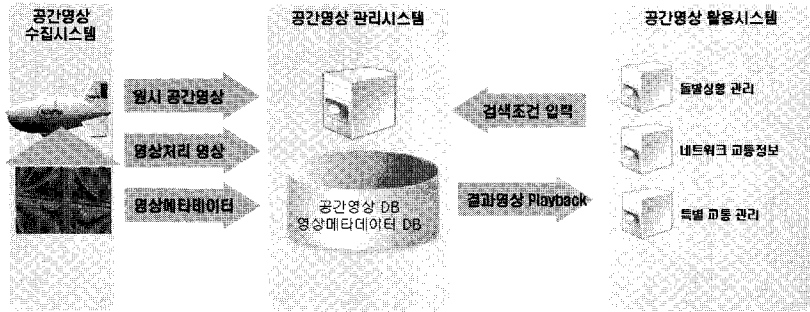 공간영상
수집시스템
공간영상 관리시스템
공간영상 활용시스템
원시 공간영상
영상처리 영상
영상메타데이터
공간영상 DB
영상메타데이터 DB
검색조건 입력
결과영상 Playback
돌발상황 관리
네트워크 교통정보
특별 교통 관리